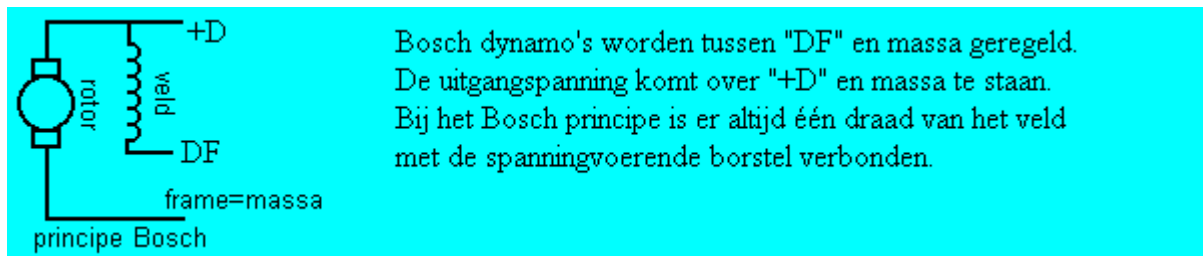 +D
rotor
veld
DF
frame=massa
principe Bosch
Bosch dynamo's worden tussen "DF" en massa geregeld.
De uitgangspanning komt over "+D" en massa te staan.
Bij het Bosch principe is er altijd één draad van het veld
met de spanningvoerende borstel verbonden.